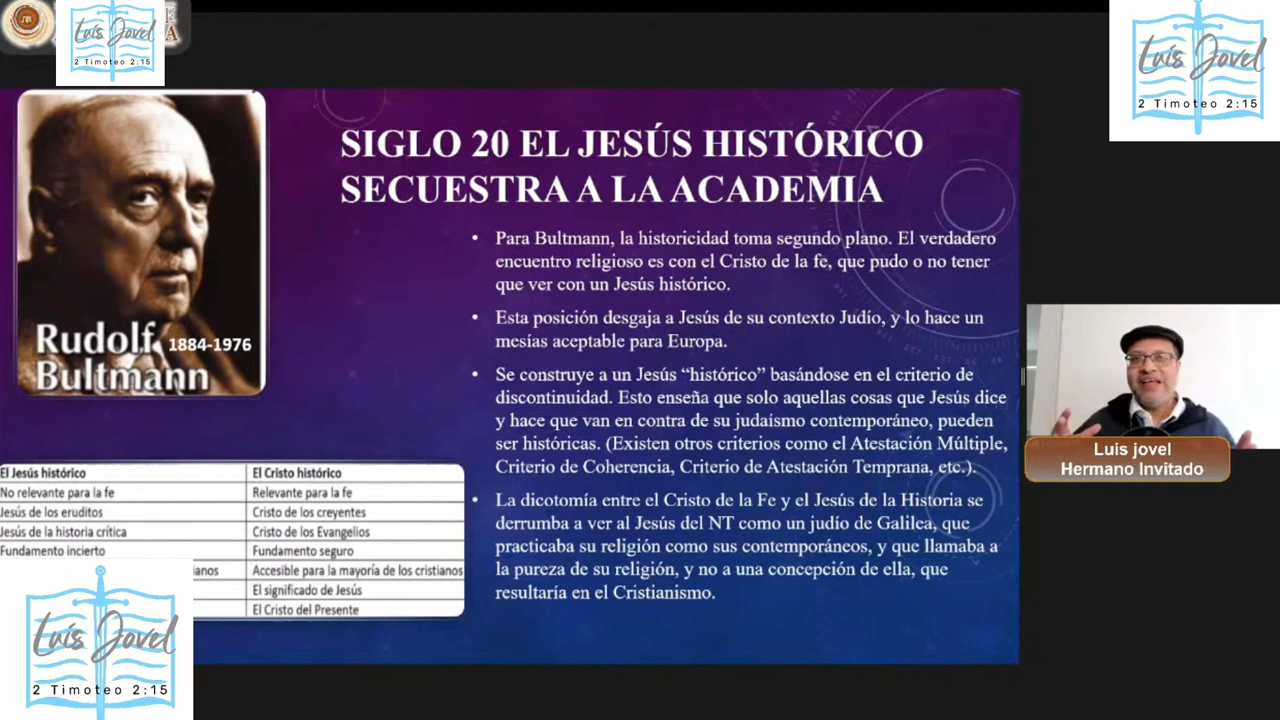 E
A
Luis Jovel
2 Timoteo 2:15
Luis Jovel
2 Timoteo 2:15
SIGLO 20 EL JESÚS HISTÓRICO
SECUESTRA A LA ACADEMIA
Rudolf 1884-1976
Bultmann
• Para Bultmann, la historicidad toma segundo plano. El verdadero
encuentro religioso es con el Cristo de la fe, que pudo o no tener
que ver con un Jesús histórico.
• Esta posición desgaja a Jesús de su contexto Judío, y lo hace un
mesías aceptable para Europa.
• Se construye a un Jesús “histórico” basándose en el criterio de
discontinuidad. Esto enseña que solo aquellas cosas que Jesús dice
y hace que van en contra de su judaísmo contemporáneo, pueden
ser históricas. (Existen otros criterios como el Atestación Múltiple,
Criterio de Coherencia, Criterio de Atestación Temprana, etc.).
• La dicotomía entre el Cristo de la Fe y el Jesús de la Historia se
derrumba a ver al Jesús del NT como un judío de Galilea, que
practicaba su religión como sus contemporáneos, y que llamaba a
la pureza de su religión, y no a una concepción de ella, que
resultaría en el Cristianismo.
El Jesús histórico El Cristo histórico
No relevante para la fe Relevante para la fe
Jesús de los eruditos Cristo de los creyentes
Jesús de la historia crítica Cristo de los Evangelios
Fundamento incierto Fundamento seguro
ianos Accesible para la mayoría de los cristianos
El significado de Jesús
El Cristo del Presente
Luis Jovel
2 Timoteo 2:15
Luis jovel
Hermano Invitado